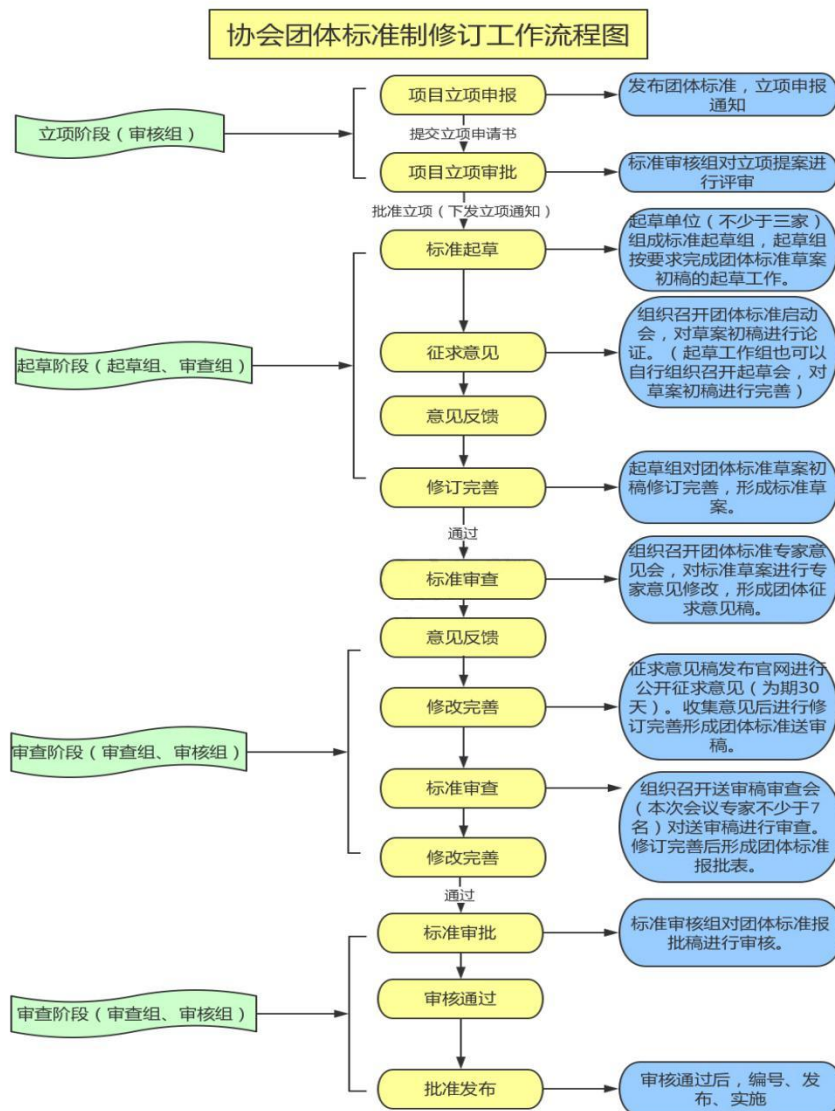 协会团体标准制修订工作流程图
项目立项申报
发布团体标准，立项申报
通知
立项阶段（审核组）
提交立项申请书
项目立项审批
标准审核组对立项提案进
行评审
批准立项（下发立项通知）
标准起草
起草单位（不少于三家）
组成标准起草组，起草组
按要求完成团体标准草案
初稿的起草工作。
起草阶段（起草组、审查组）
征求意见
组织召开团体标准启动
会，对草案初稿进行论
证。（起草工作组也可以
自行组织召开起草会，对
草案初稿进行完善）
意见反馈
修订完善
起草组对团体标准草案初
稿修订完善，形成标准草
案。
通过
标准审查
组织召开团体标准专家意
见会，对标准草案进行专
家意见修改，形成团体征
求意见稿。
意见反馈
修改完善
征求意见稿发布官网进行
公开征求意见（为期30
天）。收集意见后进行修
订完善形成团体标准送审
稿。
审查阶段（审查组、审核组）
标准审查
组织召开送审稿审查会
（本次会议专家不少于7
名）对送审稿进行审查。
修订完善后形成团体标准
报批表。
修改完善
通过
标准审批
标准审核组对团体标准报
批稿进行审核。
审查阶段（审查组、审核组）
审核通过
批准发布
审核通过后，编号、发
布、实施